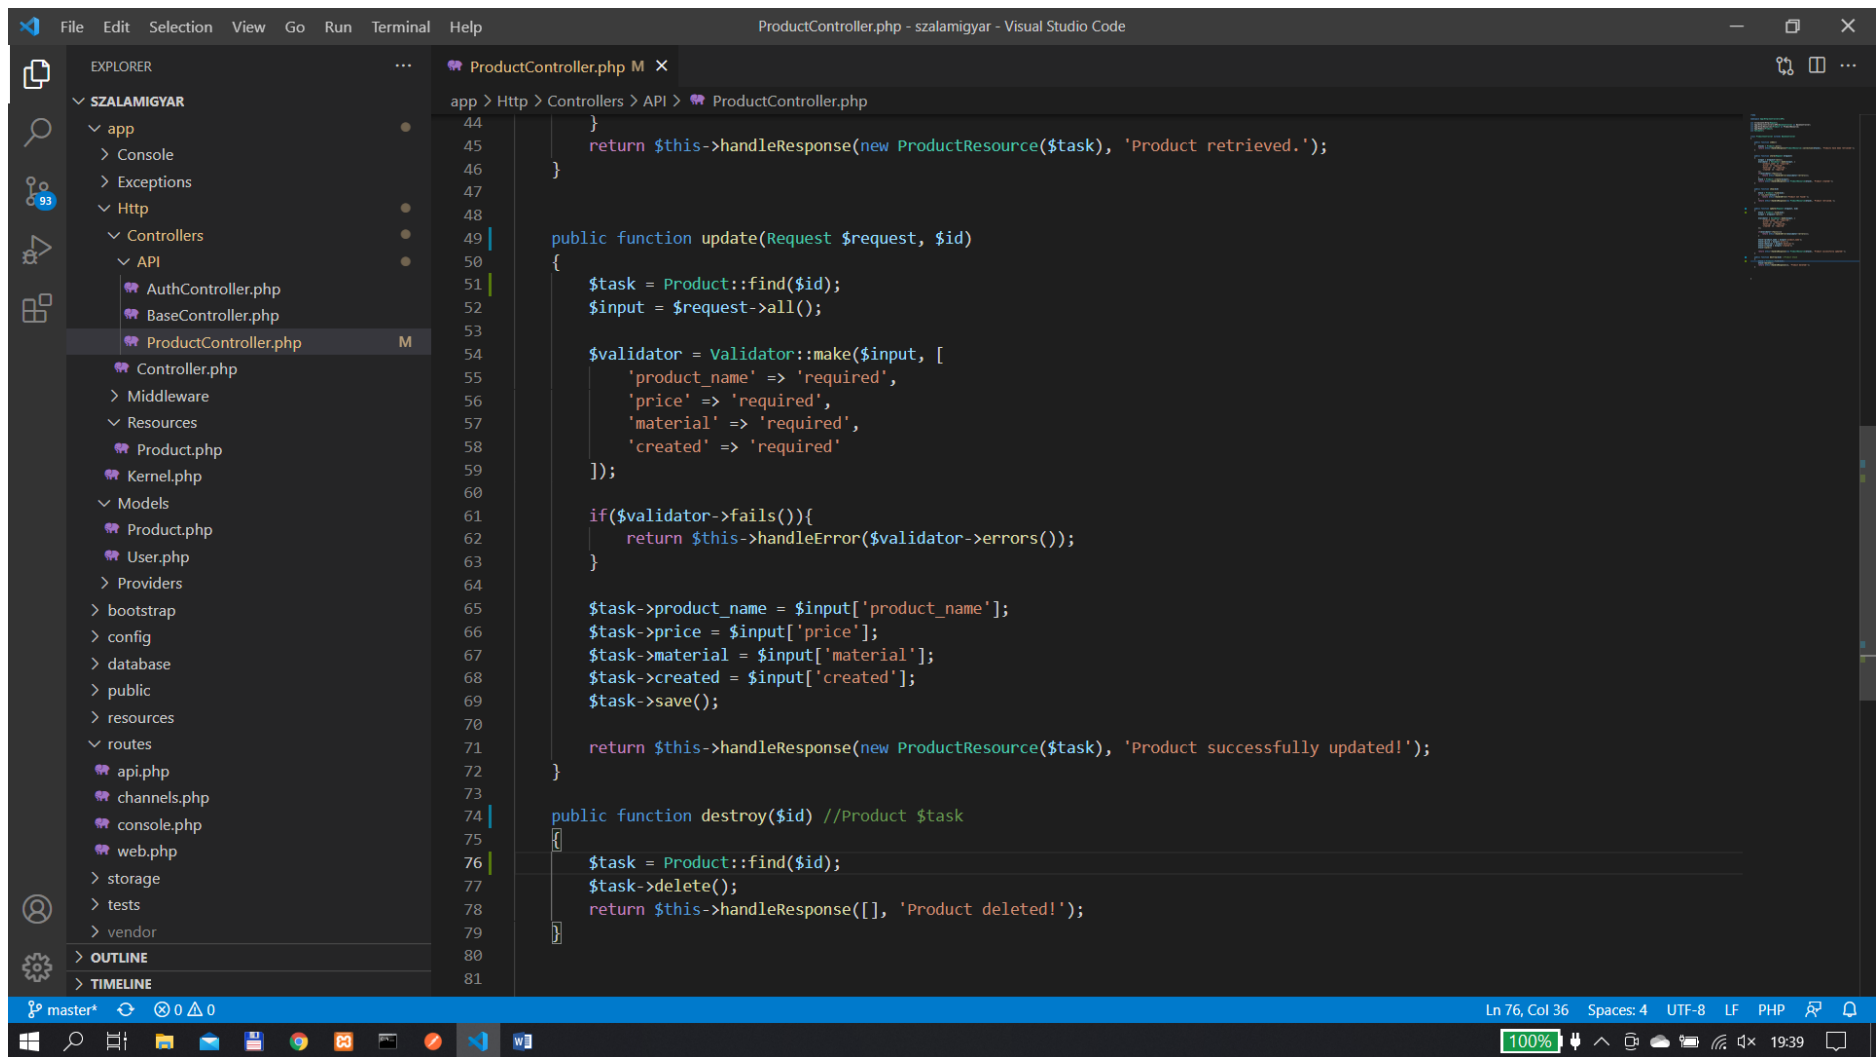 File Edit Selection View Go Run Terminal Help
ProductController.php - szalamigyar - Visual Studio Code
EXPLORER
SZALAMIGYAR
app
Console
Exceptions
Http
Controllers
API
AuthController.php
BaseController.php
ProductController.php M
Controller.php
Middleware
Resources
Product.php
Kernel.php
Models
Product.php
User.php
Providers
bootstrap
config
database
public
resources
routes
api.php
channels.php
console.php
web.php
storage
tests
vendor
OUTLINE
TIMELINE
93
ProductController.php M
app > Http > Controllers > API > ProductController.php
44 }
45 return $this->handleResponse(new ProductResource($task), 'Product retrieved.');
46 }
47
48
49 public function update(Request $request, $id)
50 {
51 $task = Product::find($id);
52 $input = $request->all();
53
54 $validator = Validator::make($input, [
55 'product_name' => 'required',
56 'price' => 'required',
57 'material' => 'required',
58 'created' => 'required'
59 ]);
60
61 if($validator->fails()){
62 return $this->handleError($validator->errors());
63 }
64
65 $task->product_name = $input['product_name'];
66 $task->price = $input['price'];
67 $task->material = $input['material'];
68 $task->created = $input['created'];
69 $task->save();
70
71 return $this->handleResponse(new ProductResource($task), 'Product successfully updated!');
72 }
73
74 public function destroy($id) //Product $task
75 {
76 $task = Product::find($id);
77 $task->delete();
78 return $this->handleResponse([], 'Product deleted!');
79 }
80
81
master* 0 0
Ln 76, Col 36 Spaces: 4 UTF-8 LF PHP
100% 19:39